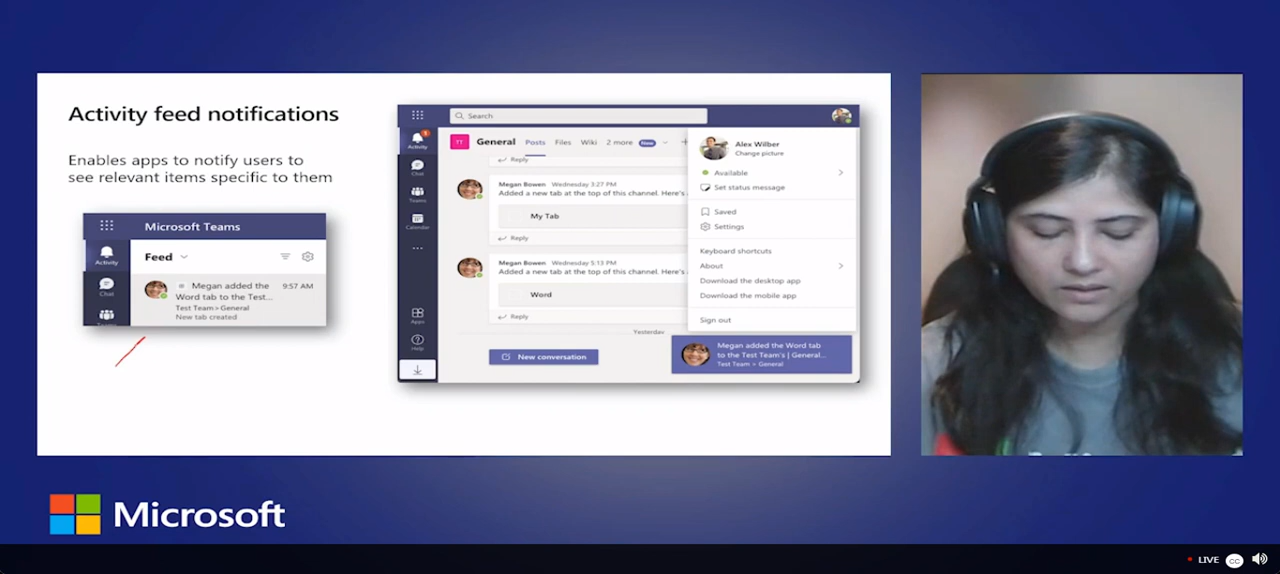 Activity feed notifications
Enables apps to notify users to
see relevant items specific to them
Microsoft Teams
Activity
Feed
Chat
Megan added the
9:57 AM
Word tab to the Test...
Test Team > General
New tab created
Search
Activity
1
Chat
Teams
Calendar
Apps
Help
TT
General
Posts
Files
Wiki
2 more
New
Reply
Megan Bowen Wednesday 3:27 PM
Added a new tab at the top of this channel. Here's
My Tab
Reply
Megan Bowen Wednesday 5:13 PM
Added a new tab at the top of this channel. Here's
Word
Reply
Yesterday
New conversation
Alex Wilber
Change picture
Available
Set status message
Saved
Settings
Keyboard shortcuts
About
Download the desktop app
Download the mobile app
Sign out
Megan added the Word tab
to the Test Team's | General...
Test Team > General
Microsoft
LIVE
CC